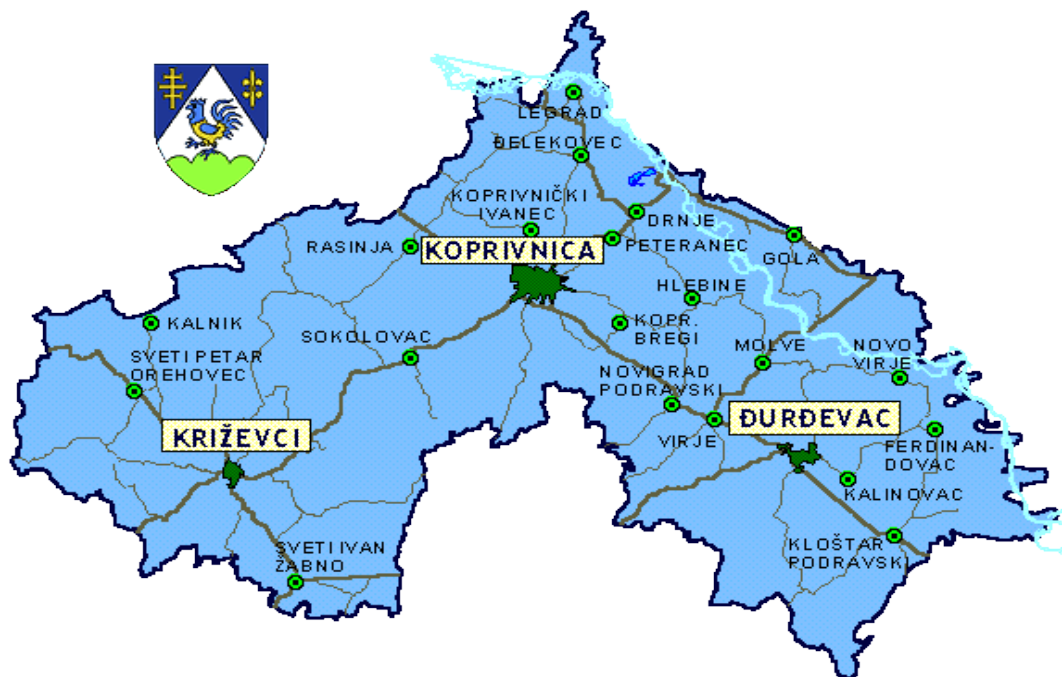 LEGRAD
ĐELEKOVEC
KOPRIVNIČKI
IVANEC
DRNJE
RASINJA
KOPRIVNICA
PETERANEC
GOLA
HLEBINE
KALNIK
SOKOLOVAC
KOPR.
BREGI
MOLVE
NOVO
VIRJE
SVETI PETAR
OREHOVEC
NOVIGRAD
PODRAVSKI
KRIŽEVCI
ĐURĐEVAC
VIRJE
FERDINAN-
DOVAC
KALINOVAC
SVETI IVAN
ŽABNO
KLOŠTAR
PODRAVSKI